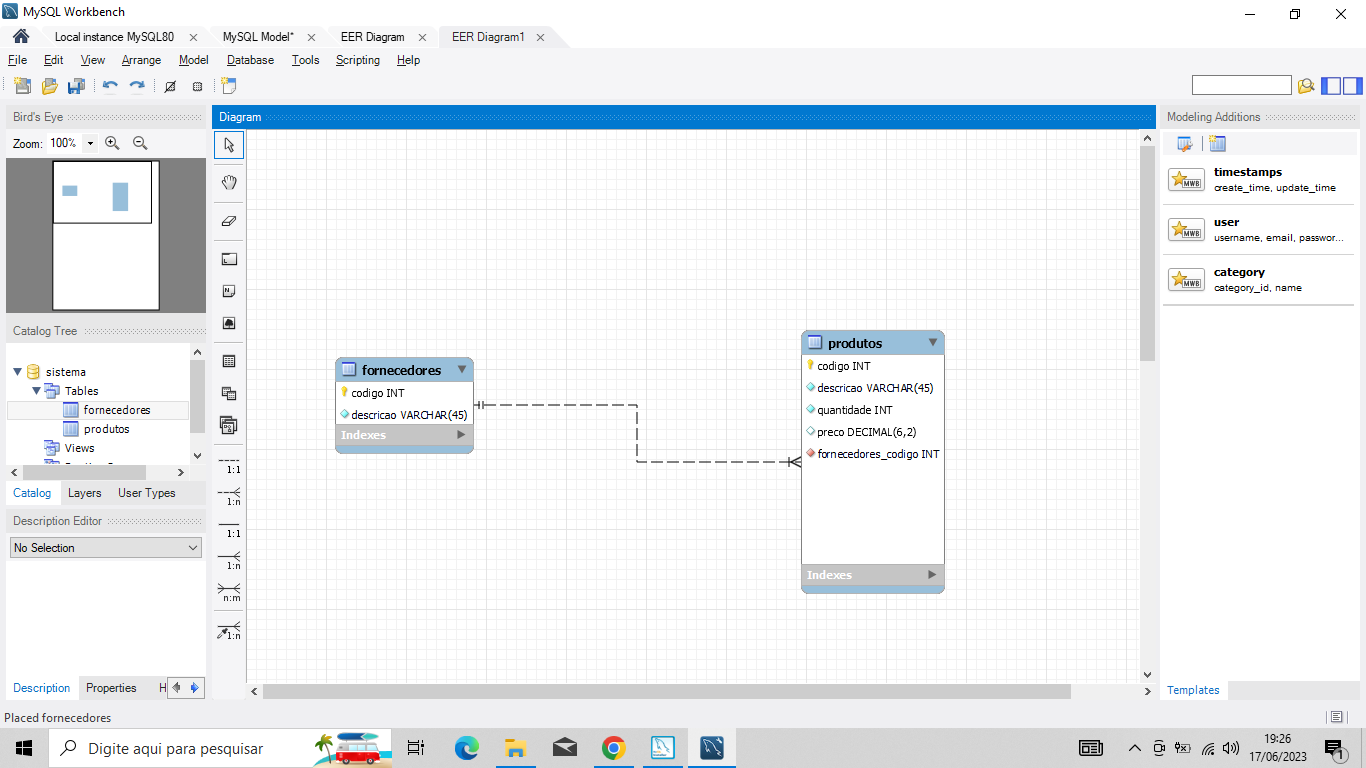 MySQL Workbench
Local instance MySQL80
MySQL Model*
EER Diagram
EER Diagram1
File Edit View Arrange Model Database Tools Scripting Help
Bird's Eye
Zoom: 100%
Diagram
Modeling Additions
timestamps
create_time, update_time
user
username, email, passwor...
category
category_id, name
Catalog Tree
sistema
Tables
fornecedores
produtos
Views
Catalog Layers User Types
Description Editor
No Selection
Description Properties H
1:1
1:n
1:1
1:n
n:m
1:n
fornecedores
codigo INT
descricao VARCHAR(45)
Indexes
produtos
codigo INT
descricao VARCHAR(45)
quantidade INT
preco DECIMAL(6,2)
fornecedores_codigo INT
Indexes
Templates
Placed fornecedores
Digite aqui para pesquisar
19:26
17/06/2023
1